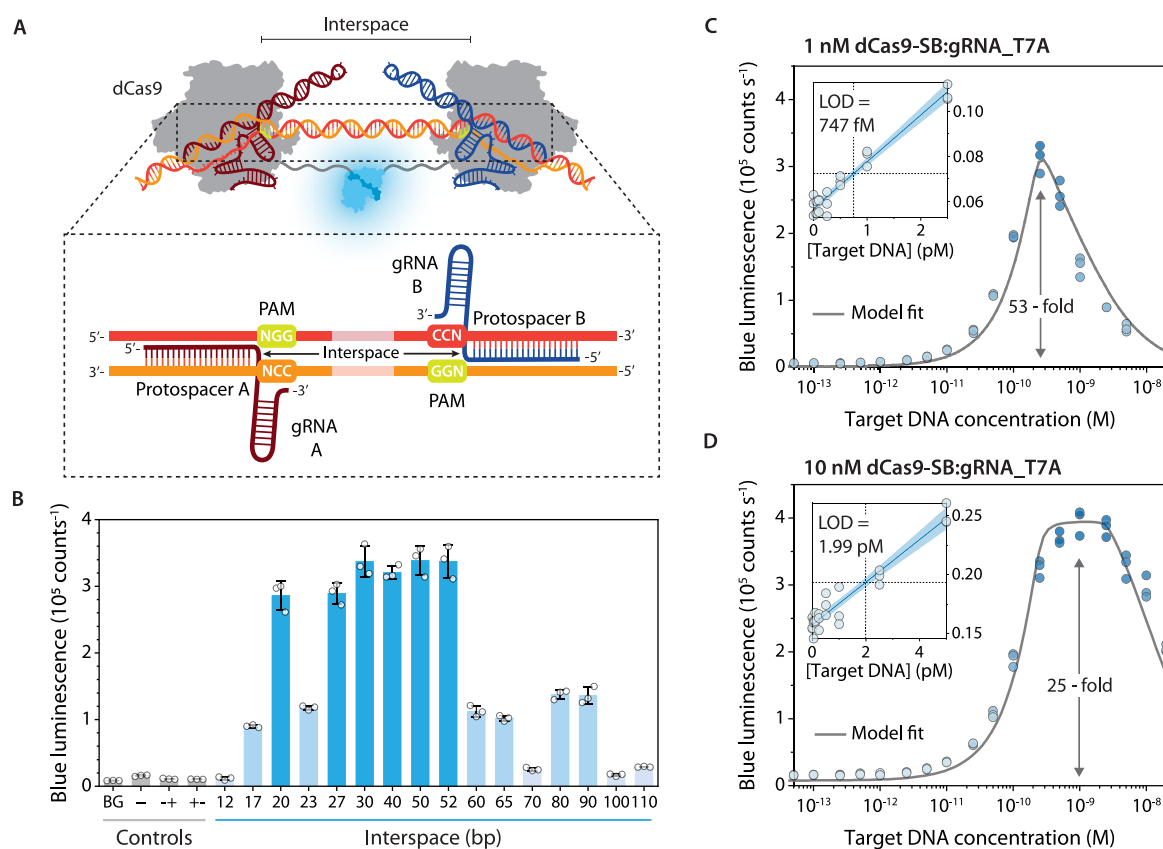 A
Interspace
dCas9
gRNA
B
3′-
PAM
Protospacer B
5′-
NGG
CCN
-3′
5′-
Interspace
-5′
3′-
NCC
GGN
-5′
Protospacer A
-3′
PAM
gRNA
A
B
Blue luminescence (10⁵ counts⁻¹)
4
3
2
1
0
BG – -+ +- 12 17 20 23 27 30 40 50 52 60 65 70 80 90 100 110
Controls
Interspace (bp)
C
1 nM dCas9-SB:gRNA_T7A
Blue luminescence (10⁵ counts s⁻¹)
4
3
2
1
0
LOD =
747 fM
0.10
0.08
0.06
0 1 2
[Target DNA] (pM)
Model fit
53 - fold
10⁻¹³ 10⁻¹² 10⁻¹¹ 10⁻¹⁰ 10⁻⁹ 10⁻⁸
Target DNA concentration (M)
D
10 nM dCas9-SB:gRNA_T7A
Blue luminescence (10⁵ counts s⁻¹)
4
3
2
1
0
LOD =
1.99 pM
0.25
0.20
0.15
0 2 4
[Target DNA] (pM)
Model fit
25 - fold
10⁻¹³ 10⁻¹² 10⁻¹¹ 10⁻¹⁰ 10⁻⁹ 10⁻⁸
Target DNA concentration (M)